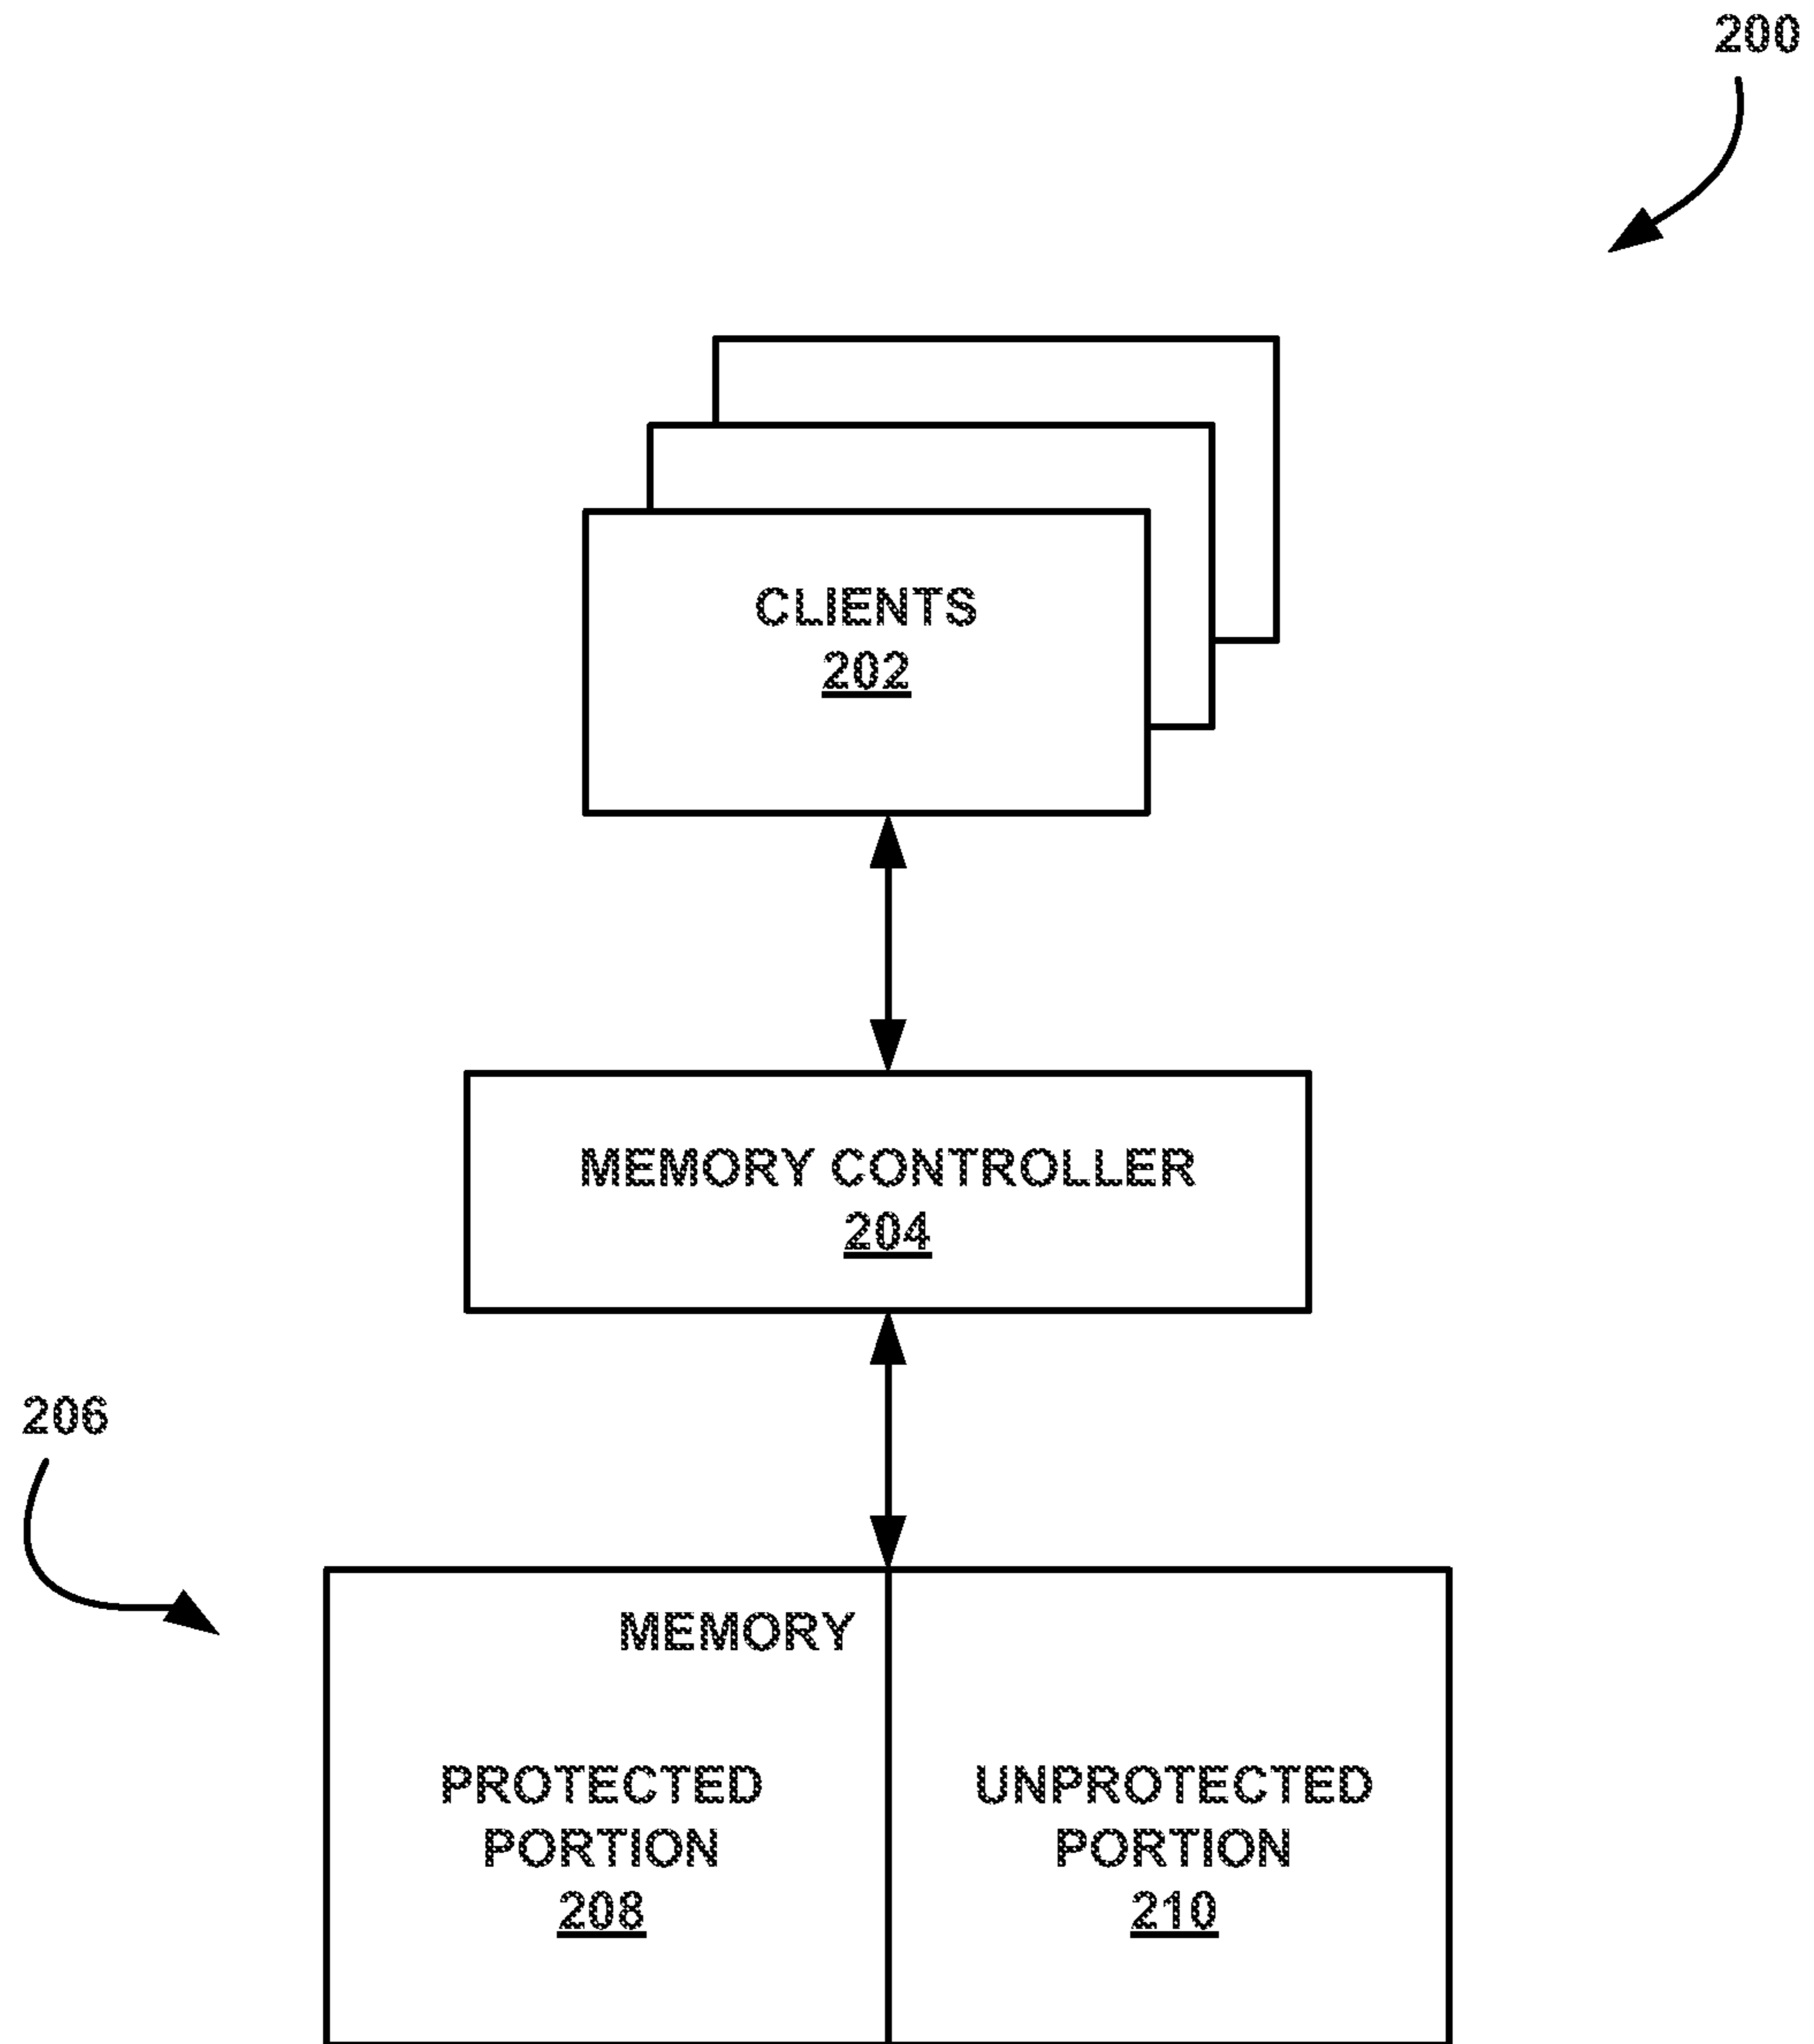 200
CLIENTS
202
MEMORY CONTROLLER
204
206
MEMORY
PROTECTED
PORTION
208
UNPROTECTED
PORTION
210